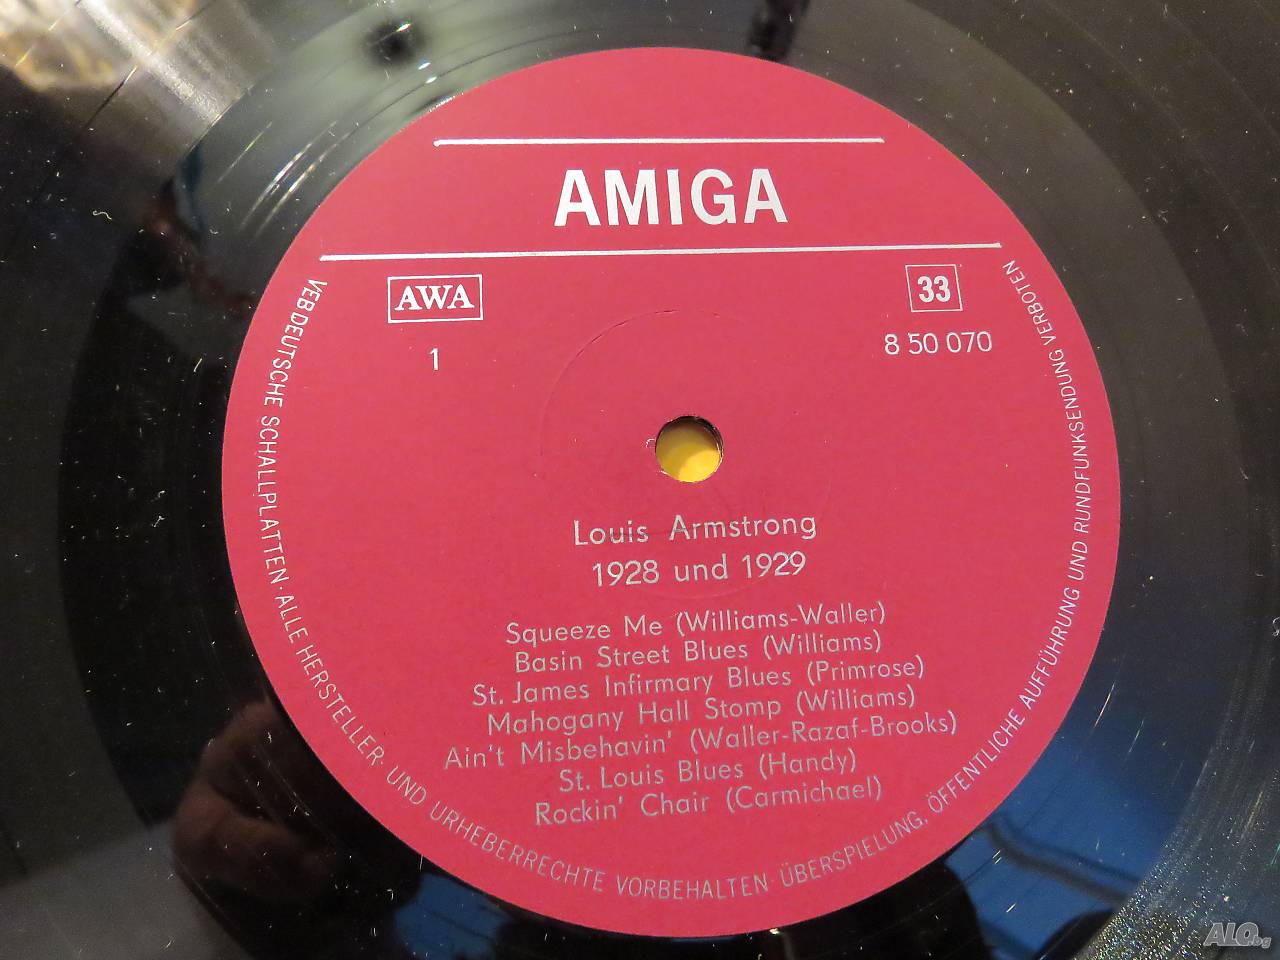 AMIGA
AWA
33
1
8 50 070
Louis Armstrong
1928 und 1929
Squeeze Me (Williams-Waller)
Basin Street Blues (Williams)
St. James Infirmary Blues (Primrose)
Mahogany Hall Stomp (Williams)
Ain't Misbehavin' (Waller-Razaf-Brooks)
St. Louis Blues (Handy)
Rockin' Chair (Carmichael)
VEB DEUTSCHE SCHALLPLATTEN · ALLE HERSTELLER- UND URHEBERRECHTE VORBEHALTEN · ÜBERSPIELUNG, ÖFFENTLICHE AUFFÜHRUNG UND RUNDFUNKSENDUNG VERBOTEN
ALO.bg